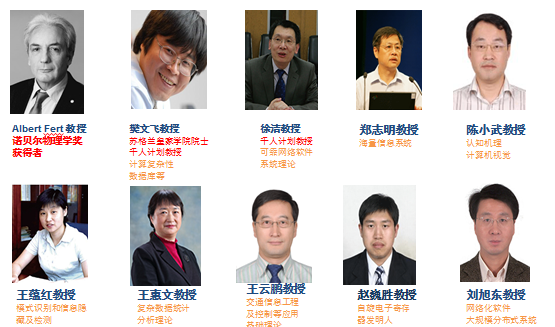 Albert Fert 教授
诺贝尔物理学奖
获得者
樊文飞教授
苏格兰皇家学院院士
千人计划教授
计算复杂性
数据库等
徐洁教授
千人计划教授
可靠网络软件
系统理论
郑志明教授
海量信息系统
陈小武教授
认知机理
计算机视觉
王蕴红教授
模式识别和信息隐
藏及检测
王惠文教授
复杂数据统计
分析理论
王云鹏教授
交通信息工程
及控制等应用
基础理论
赵巍胜教授
自旋电子寄存
器发明人
刘旭东教授
网络化软件
大规模分布式系统